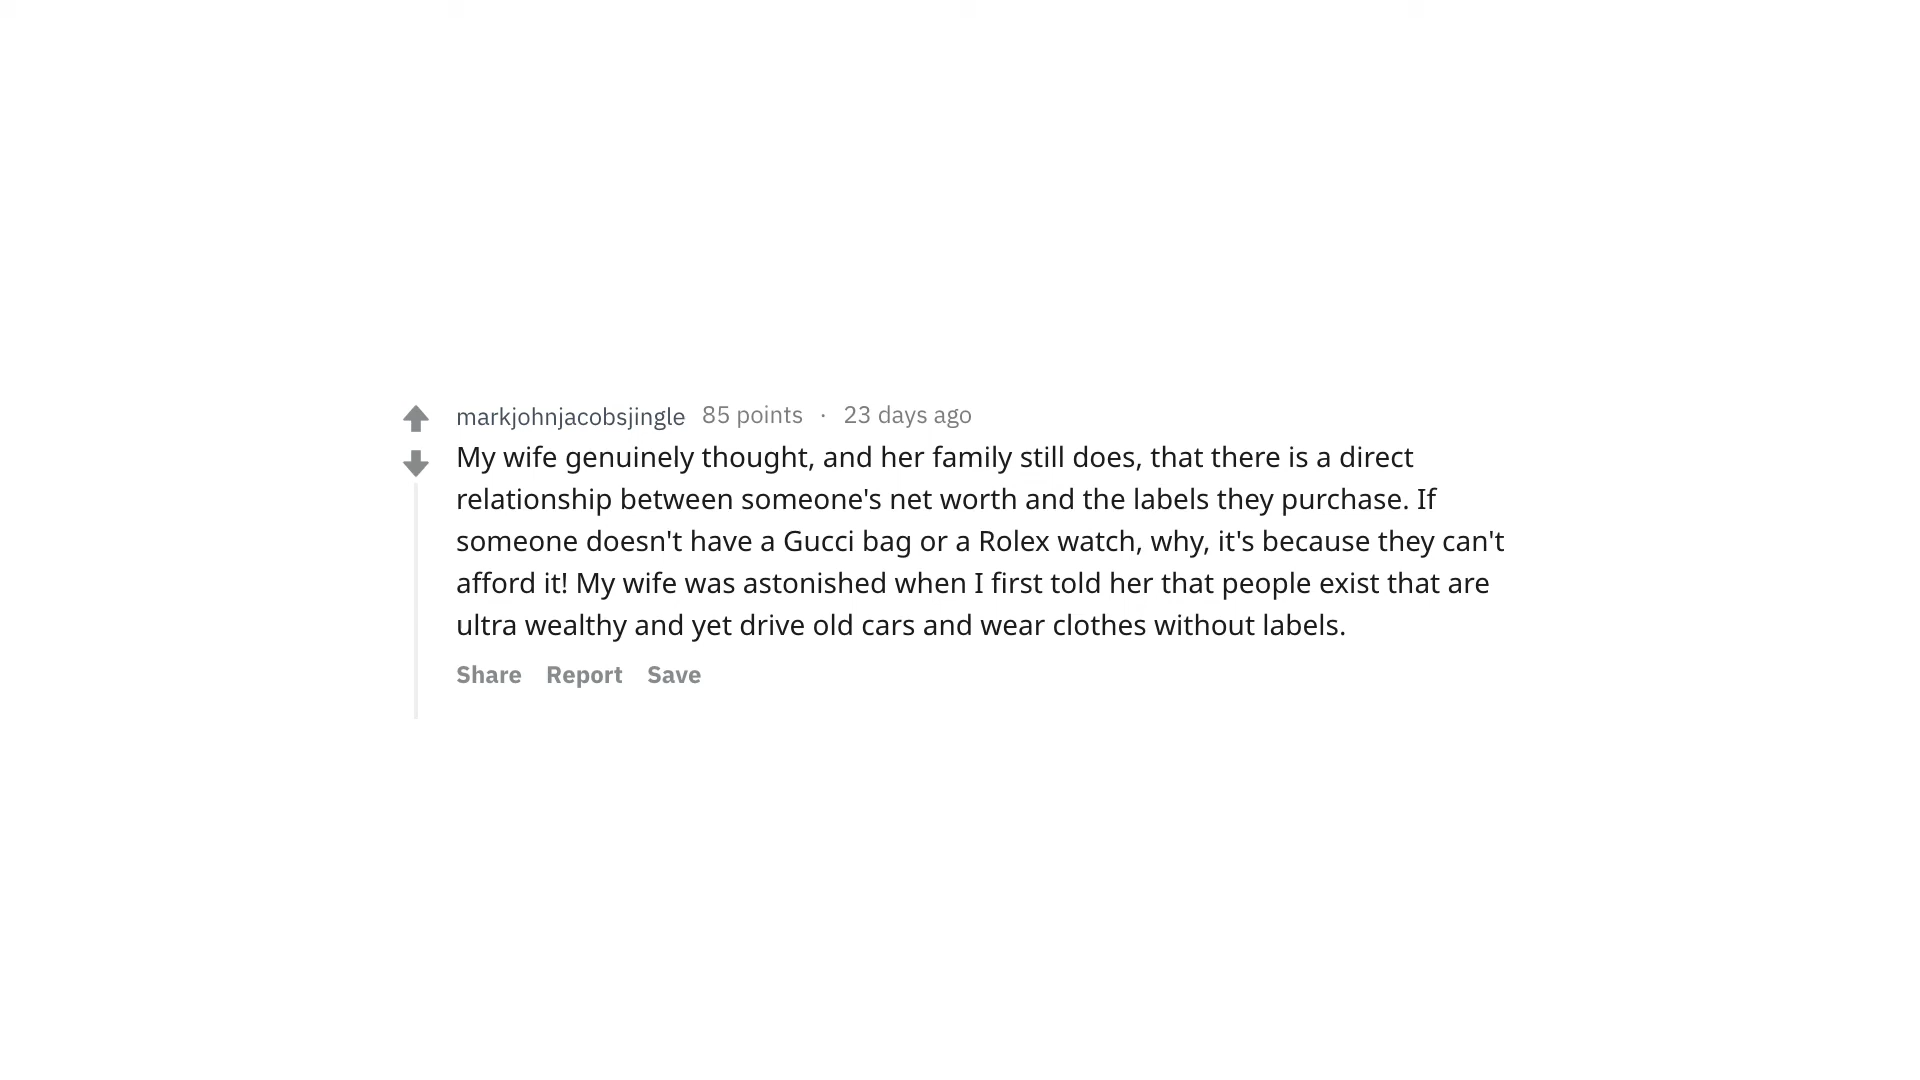 markjohnjacobsjingle 85 points · 23 days ago
My wife genuinely thought, and her family still does, that there is a direct
relationship between someone's net worth and the labels they purchase. If
someone doesn't have a Gucci bag or a Rolex watch, why, it's because they can't
afford it! My wife was astonished when I first told her that people exist that are
ultra wealthy and yet drive old cars and wear clothes without labels.
Share Report Save